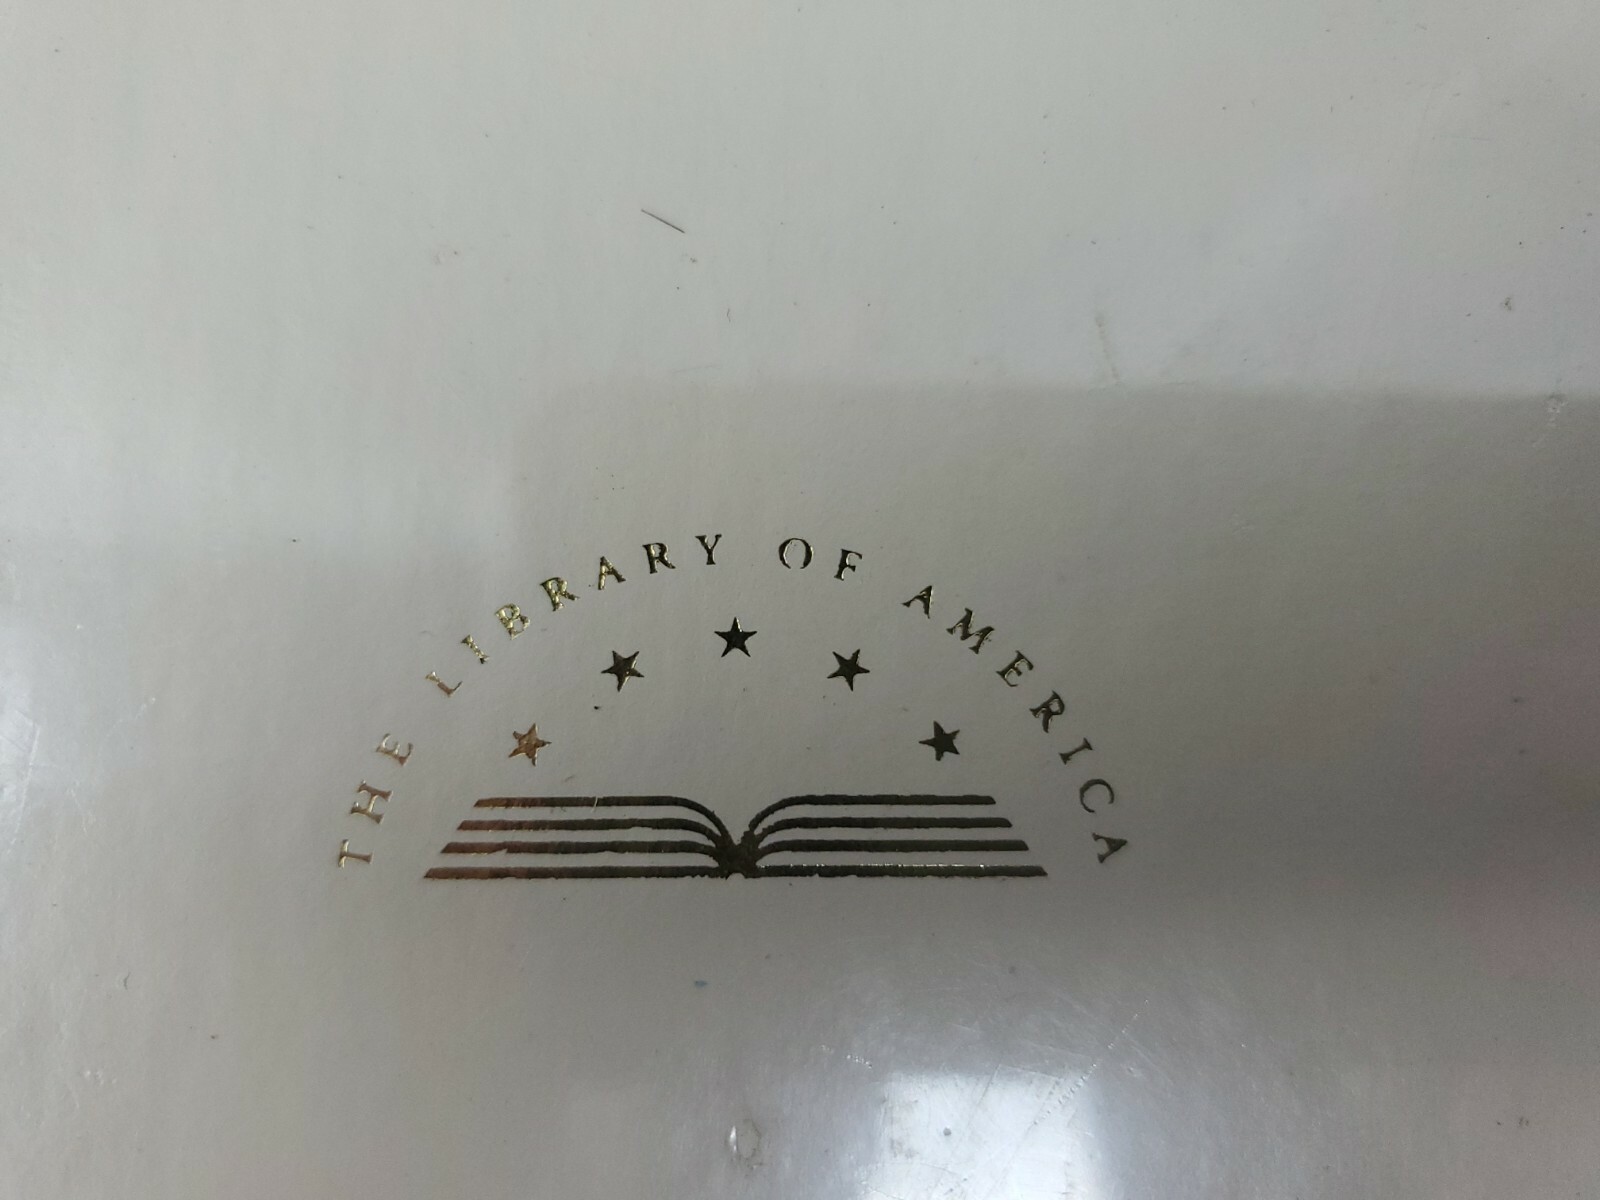 THE LIBRARY OF AMERICA